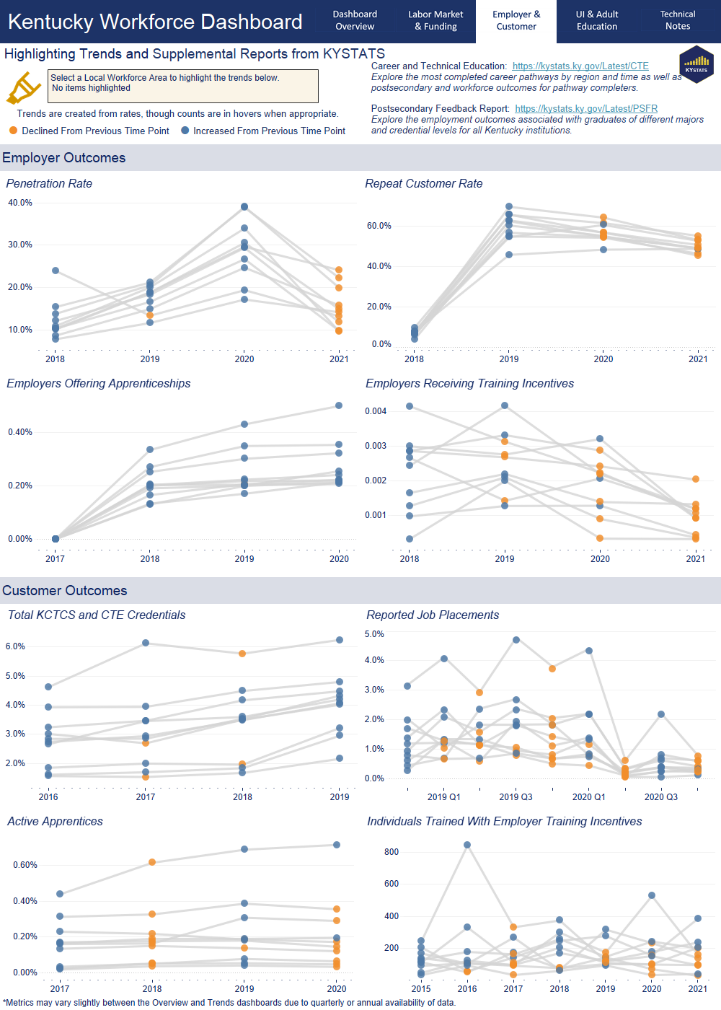 Kentucky Workforce Dashboard
Dashboard Overview
Labor Market & Funding
Employer & Customer
UI & Adult Education
Technical Notes
Highlighting Trends and Supplemental Reports from KYSTATS
Select a Local Workforce Area to highlight the trends below.
No items highlighted
Trends are created from rates, though counts are in hovers when appropriate.
Declined From Previous Time Point
Increased From Previous Time Point
Career and Technical Education: https://kystats.ky.gov/Latest/CTE
Explore the most completed career pathways by region and time as well as
postsecondary and workforce outcomes for pathway completers.
Postsecondary Feedback Report: https://kystats.ky.gov/Latest/PSFR
Explore the employment outcomes associated with graduates of different majors
and credential levels for all Kentucky institutions.
KYSTATS
Employer Outcomes
Penetration Rate
40.0%
30.0%
20.0%
10.0%
2018 2019 2020 2021
Repeat Customer Rate
60.0%
40.0%
20.0%
0.0%
2018 2019 2020 2021
Employers Offering Apprenticeships
0.40%
0.20%
0.00%
2017 2018 2019 2020
Employers Receiving Training Incentives
0.004
0.003
0.002
0.001
2018 2019 2020 2021
Customer Outcomes
Total KCTCS and CTE Credentials
6.0%
5.0%
4.0%
3.0%
2.0%
2016 2017 2018 2019
Reported Job Placements
5.0%
4.0%
3.0%
2.0%
1.0%
0.0%
2019 Q1 2019 Q3 2020 Q1 2020 Q3
Active Apprentices
0.60%
0.40%
0.20%
0.00%
2017 2018 2019 2020
Individuals Trained With Employer Training Incentives
800
600
400
200
2015 2016 2017 2018 2019 2020 2021
*Metrics may vary slightly between the Overview and Trends dashboards due to quarterly or annual availability of data.